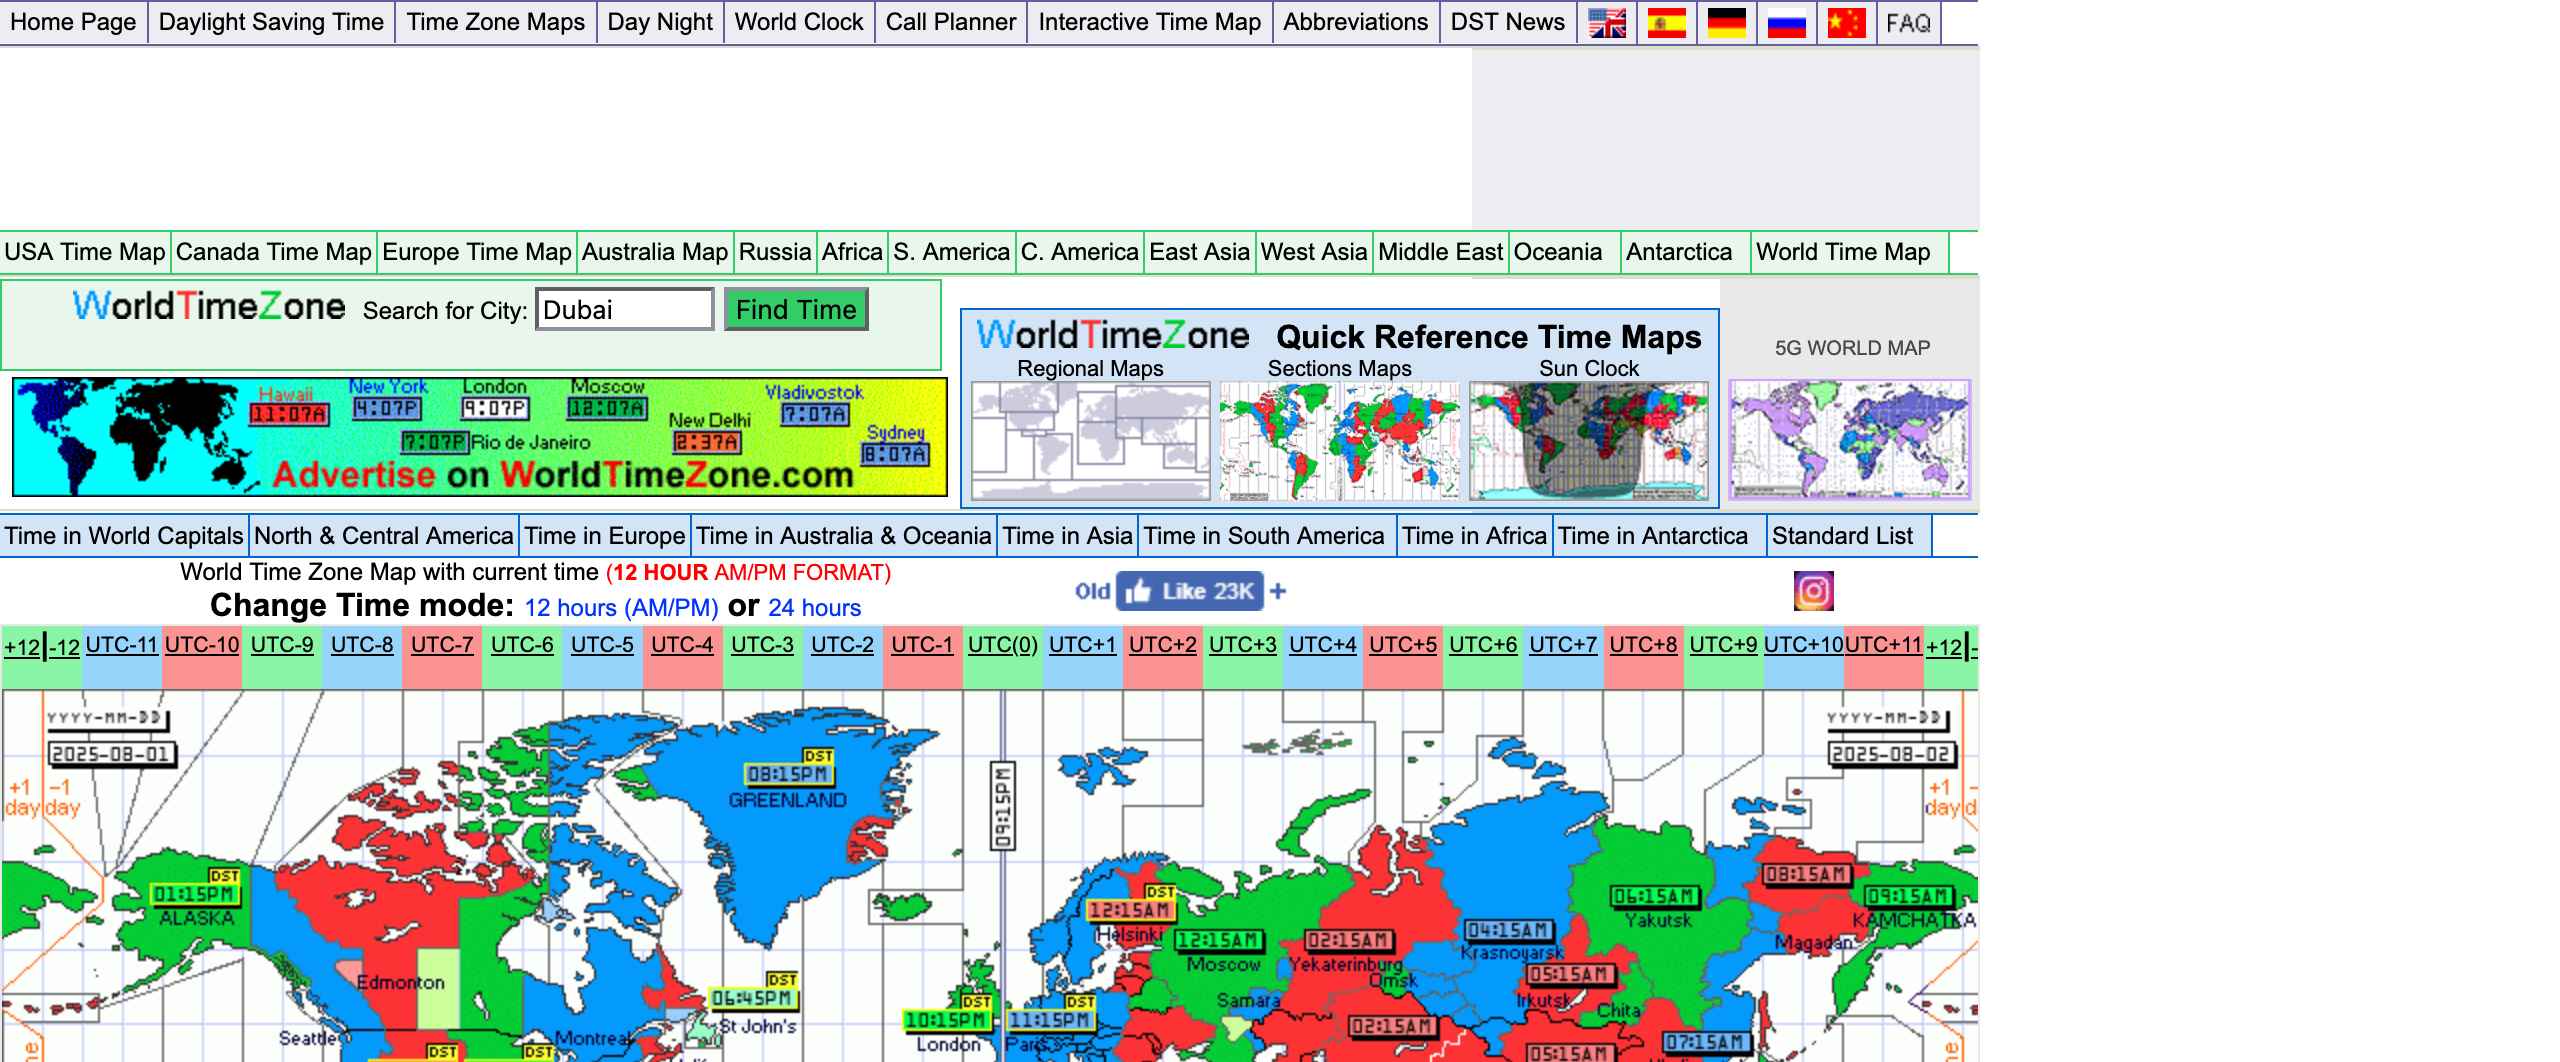 Home Page Daylight Saving Time Time Zone Maps Day Night World Clock Call Planner Interactive Time Map Abbreviations DST News FAQ
USA Time Map Canada Time Map Europe Time Map Australia Map Russia Africa S. America C. America East Asia West Asia Middle East Oceania Antarctica World Time Map
WorldTimeZone Search for City: Dubai Find Time
WorldTimeZone Quick Reference Time Maps
Regional Maps Sections Maps Sun Clock
5G WORLD MAP
Hawaii New York London Moscow Vladivostok
11:07A 4:07P 9:07P 12:07A 7:07A
New Delhi
2:37A
7:07P Rio de Janeiro
Sydney
8:07A
Advertise on WorldTimeZone.com
Time in World Capitals North & Central America Time in Europe Time in Australia & Oceania Time in Asia Time in South America Time in Africa Time in Antarctica Standard List
World Time Zone Map with current time (12 HOUR AM/PM FORMAT)
Change Time mode: 12 hours (AM/PM) or 24 hours
Old Like 23K +
+12 -12 UTC-11 UTC-10 UTC-9 UTC-8 UTC-7 UTC-6 UTC-5 UTC-4 UTC-3 UTC-2 UTC-1 UTC(0) UTC+1 UTC+2 UTC+3 UTC+4 UTC+5 UTC+6 UTC+7 UTC+8 UTC+9 UTC+10 UTC+11 +12 -
YYYY-MM-DD
2025-08-01
YYYY-MM-DD
2025-08-02
+1 -1
day day
+1 -
day d
DST
08:15PM
GREENLAND
09:15PM
DST
01:15PM
ALASKA
DST
12:15AM
Helsinki
12:15AM
Moscow
02:15AM
Yekaterinburg
Omsk
04:15AM
Krasnoyarsk
05:15AM
Irkutsk
06:15AM
Yakutsk
08:15AM
Magadan
09:15AM
KAMCHATKA
Chita
Samara
Edmonton
DST
06:45PM
St John's
DST
10:15PM
London
DST
11:15PM
Paris
02:15AM
07:15AM
05:15AM
Seattle
Montreal
DST
DST